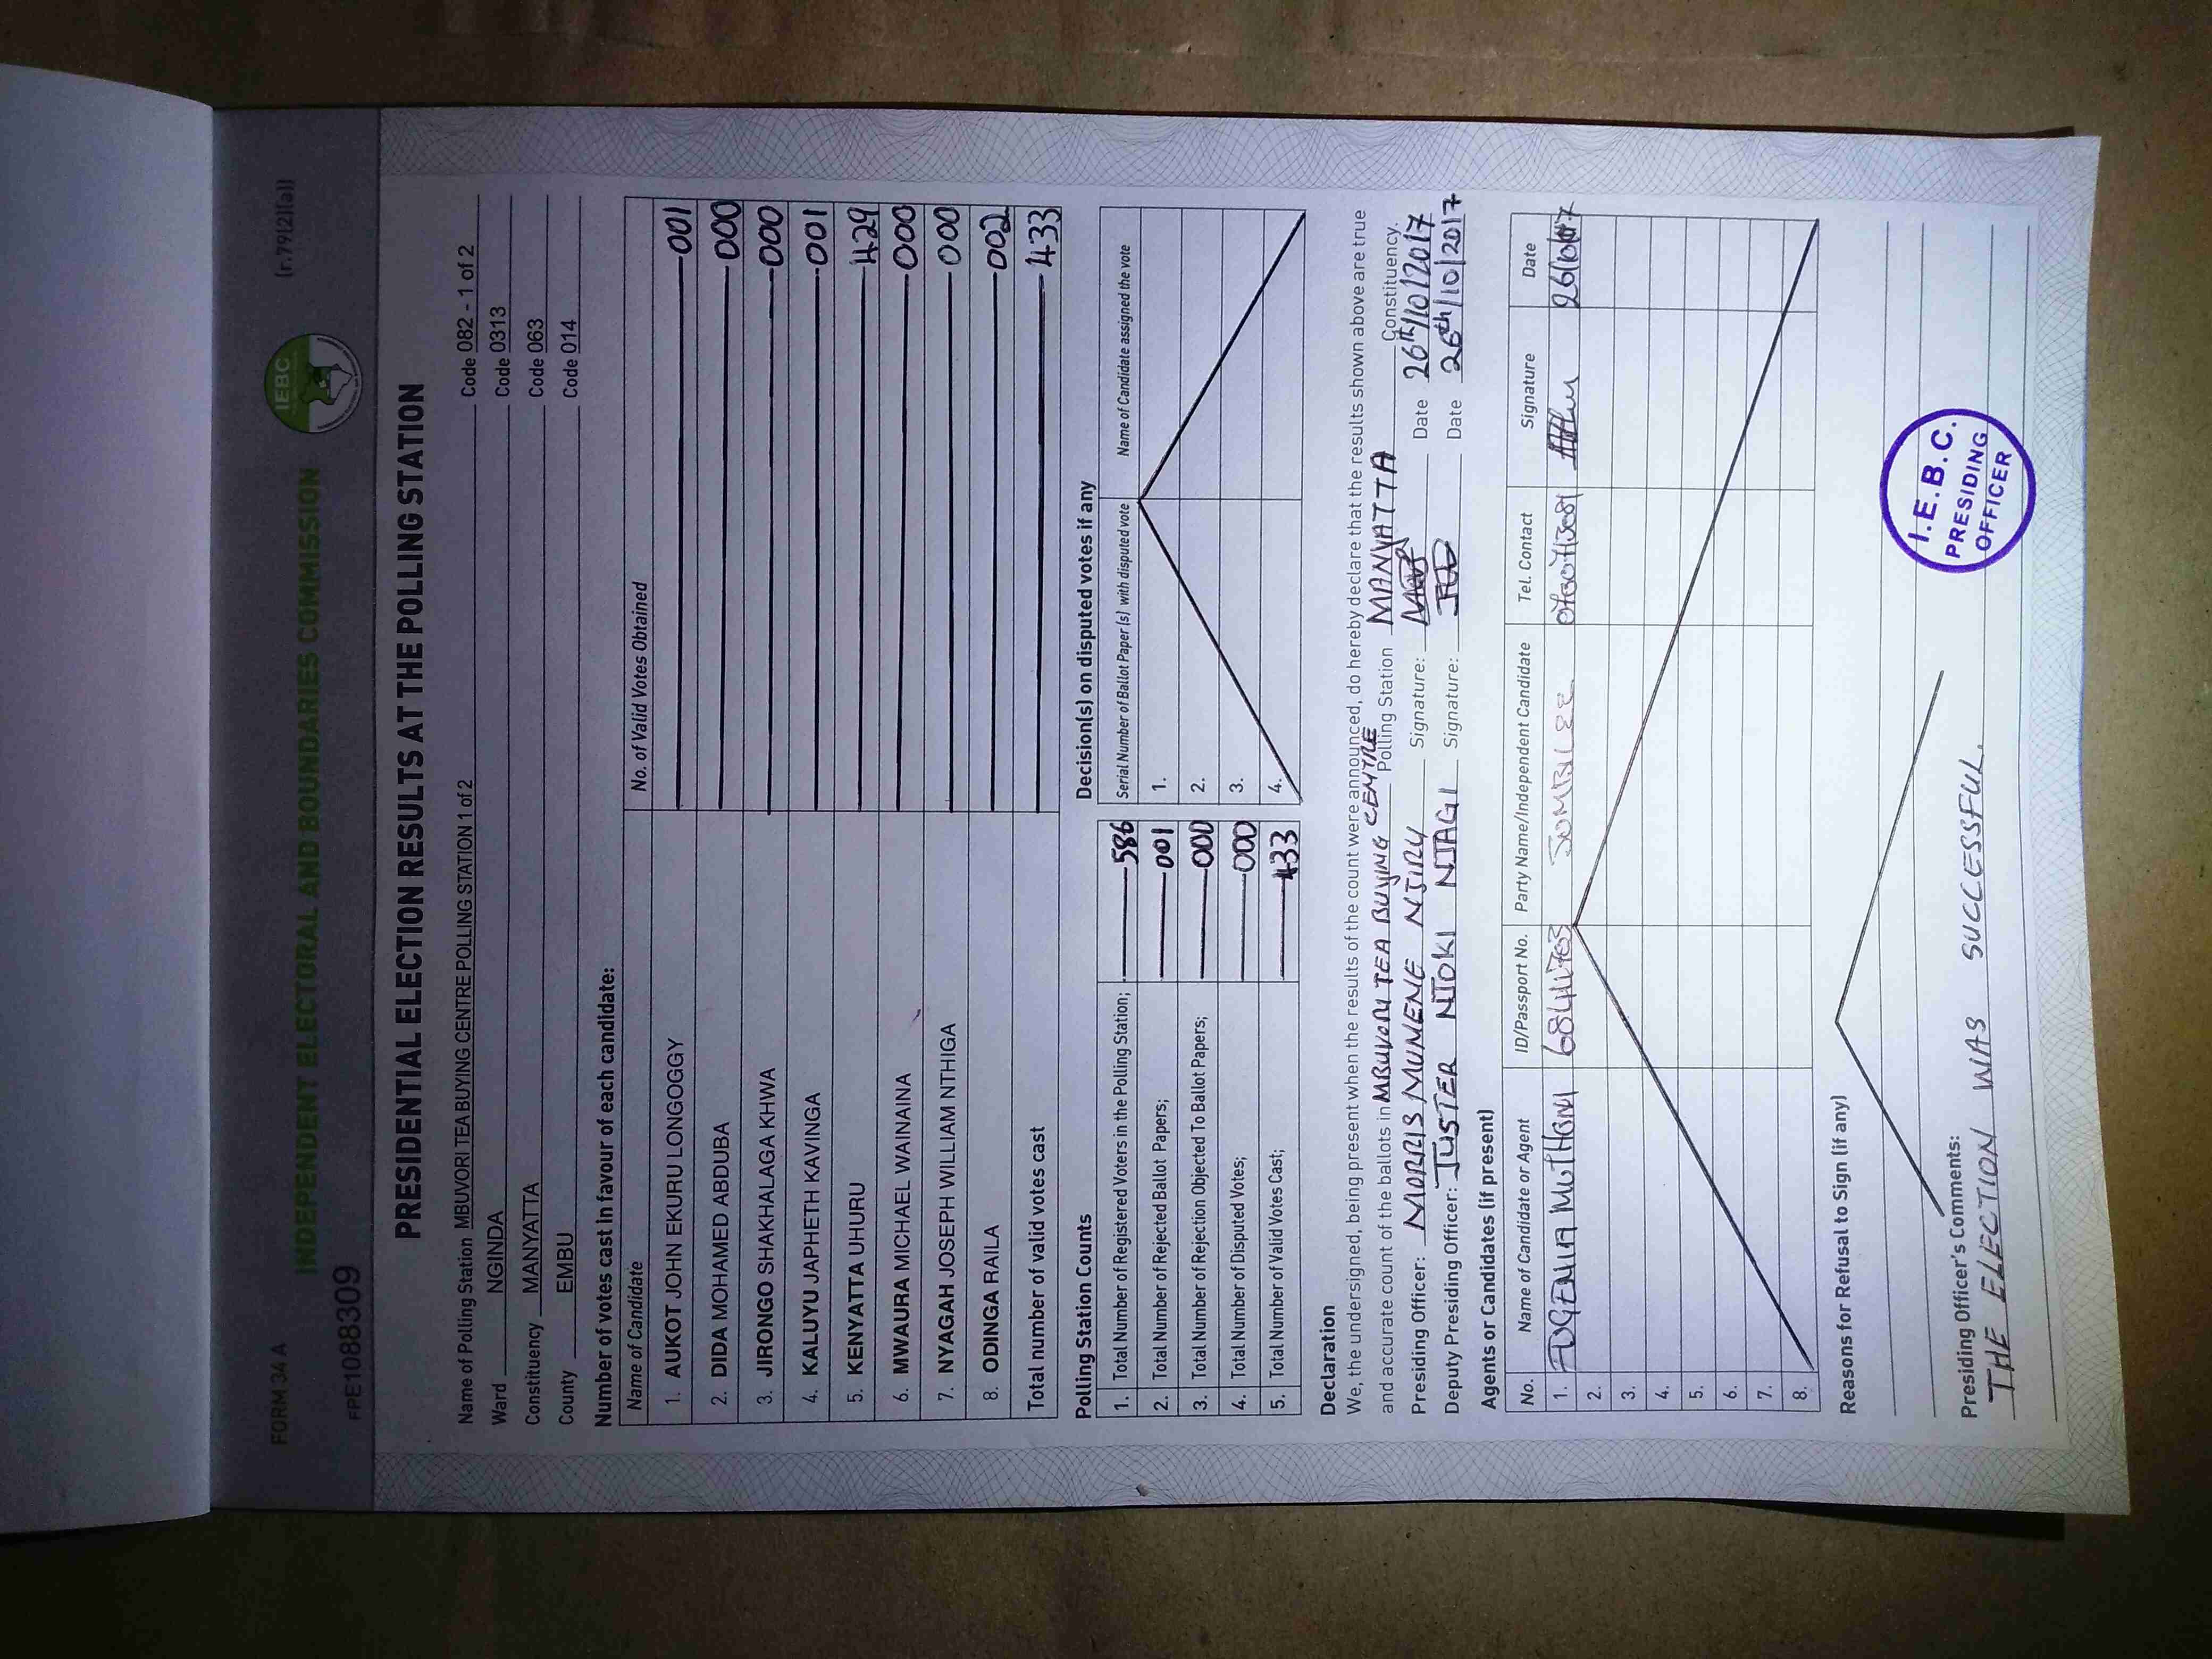 FORM 34 A
(r.79(2)(a))
IEBC
INDEPENDENT ELECTORAL AND BOUNDARIES COMMISSION
FPE1088309
PRESIDENTIAL ELECTION RESULTS AT THE POLLING STATION
Name of Polling Station MBUVORI TEA BUYING CENTRE POLLING STATION 1 of 2 Code 082 - 1 of 2
Ward NGINDA Code 0313
Constituency MANYATTA Code 063
County EMBU Code 014
Number of votes cast in favour of each candidate:
Name of Candidate No. of Valid Votes Obtained
1. AUKOT JOHN EKURU LONGOGGY 001
2. DIDA MOHAMED ABDUBA 000
3. JIRONGO SHAKHALAGA KHWA 000
4. KALUYU JAPHETH KAVINGA 001
5. KENYATTA UHURU 429
6. MWAURA MICHAEL WAINAINA 000
7. NYAGAH JOSEPH WILLIAM NTHIGA 000
8. ODINGA RAILA 002
Total number of valid votes cast 433
Polling Station Counts
1. Total Number of Registered Voters in the Polling Station; 586
2. Total Number of Rejected Ballot Papers; 001
3. Total Number of Rejection Objected To Ballot Papers; 000
4. Total Number of Disputed Votes; 000
5. Total Number of Valid Votes Cast; 433
Decision(s) on disputed votes if any
Serial Number of Ballot Paper (s) with disputed vote Name of Candidate assigned the vote
1.
2.
3.
4.
Declaration
We, the undersigned, being present when the results of the count were announced, do hereby declare that the results shown above are true
and accurate count of the ballots in MBUVORI TEA BUYING CENTRE Polling Station MANYATTA Constituency.
Presiding Officer: MORRIS MUNENE NJIRU Signature: Date 26th/10/2017
Deputy Presiding Officer: JUSTER NJOKI NJAGI Signature: Date 26th/10/2017
Agents or Candidates (if present)
No. Name of Candidate or Agent ID/Passport No. Party Name/Independent Candidate Tel. Contact Signature Date
1. JUBILEE
2.
3.
4.
5.
6.
7.
8.
Reasons for Refusal to Sign (if any)
Presiding Officer's Comments:
THE ELECTION WAS SUCCESSFUL.
I.E.B.C.
PRESIDING
OFFICER